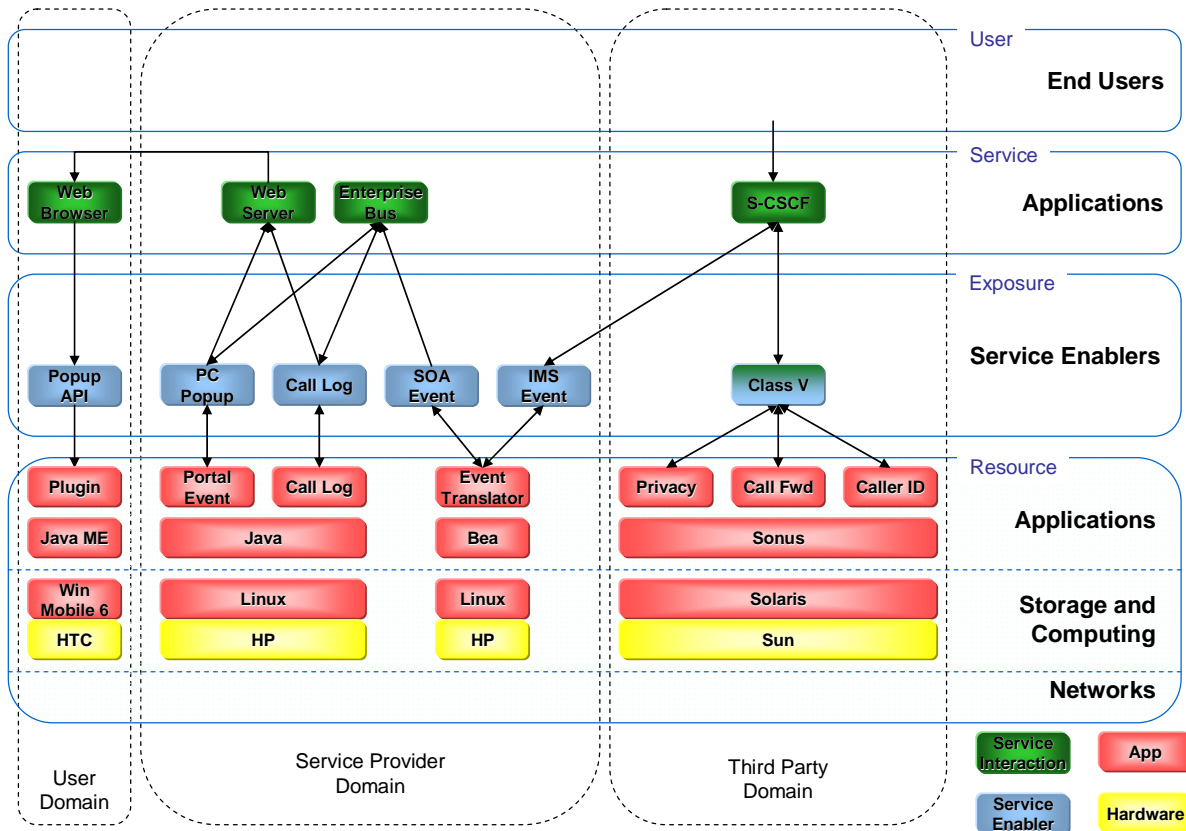 User
End Users
Service
Web
Browser
Web
Server
Enterprise
Bus
S-CSCF
Applications
Exposure
Service Enablers
Popup
API
PC
Popup
Call Log
SOA
Event
IMS
Event
Class V
Resource
Plugin
Portal
Event
Call Log
Event
Translator
Privacy
Call Fwd
Caller ID
Applications
Java ME
Java
Bea
Sonus
Win
Mobile 6
Linux
Linux
Solaris
Storage and
Computing
HTC
HP
HP
Sun
Networks
User
Domain
Service Provider
Domain
Third Party
Domain
Service
Interaction
App
Service
Enabler
Hardware